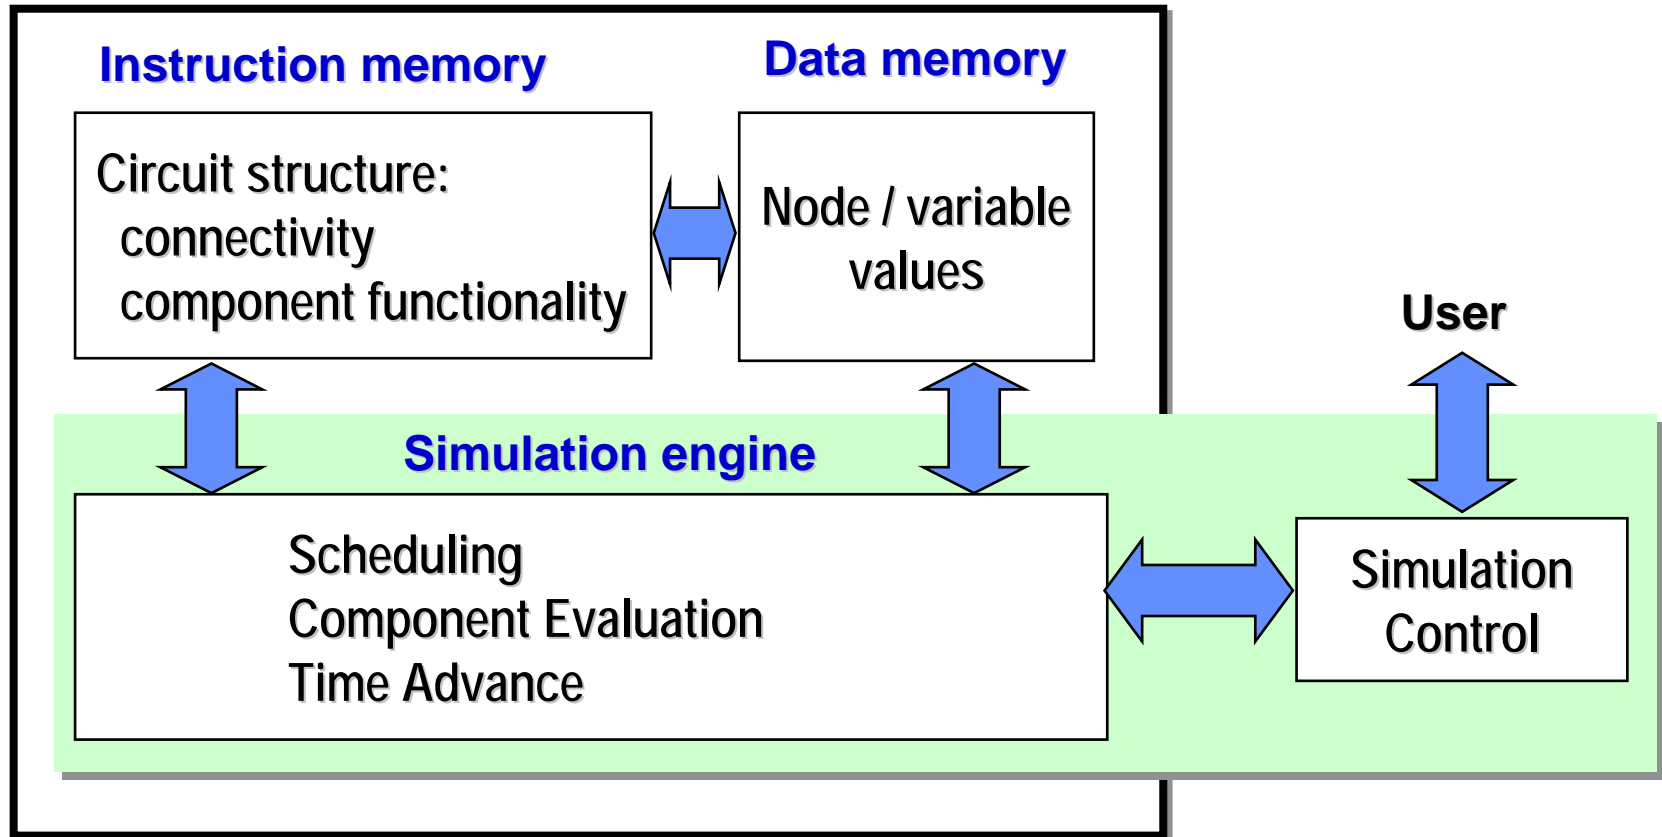 Instruction memory
Data memory
Circuit structure:
connectivity
component functionality
Node / variable
values
User
Simulation engine
Scheduling
Component Evaluation
Time Advance
Simulation
Control